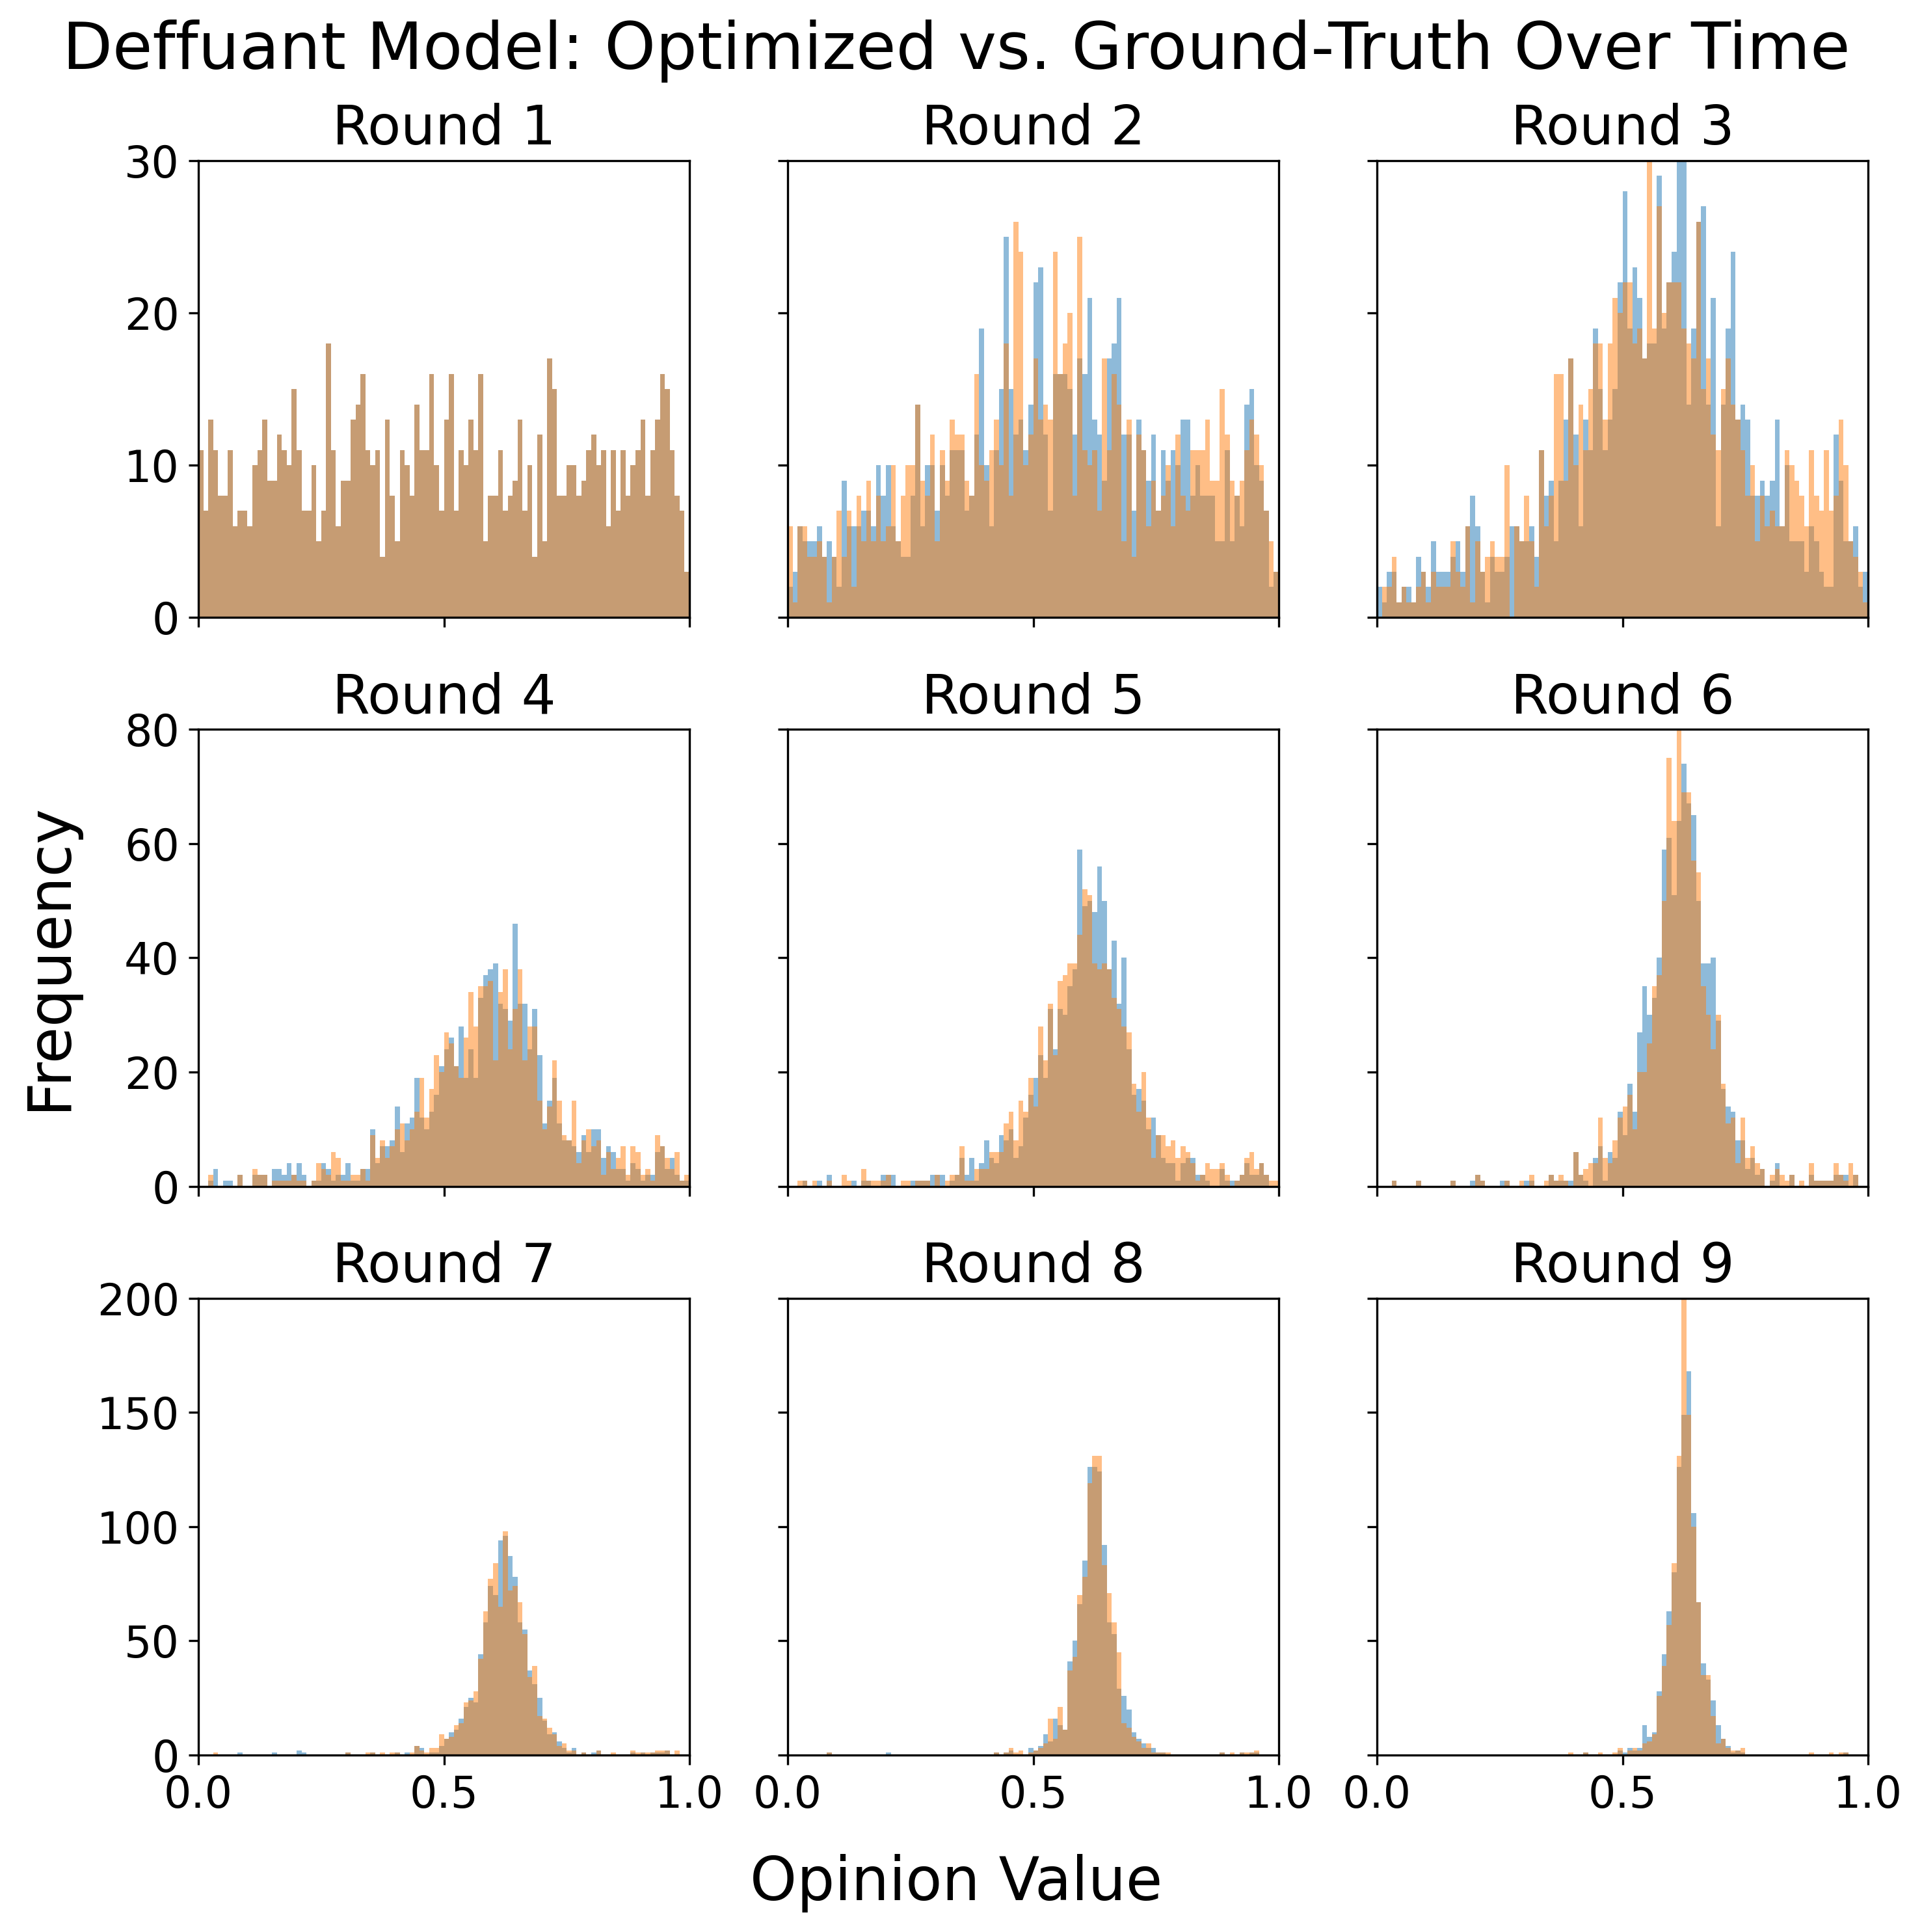 Deffuant Model: Optimized vs. Ground-Truth Over Time
Round 1
Round 2
Round 3
30
20
10
0
Round 4
Round 5
Round 6
80
60
40
20
0
Frequency
Round 7
Round 8
Round 9
200
150
100
50
0
0.0 0.5 1.0 0.0 0.5 1.0 0.0 0.5 1.0
Opinion Value